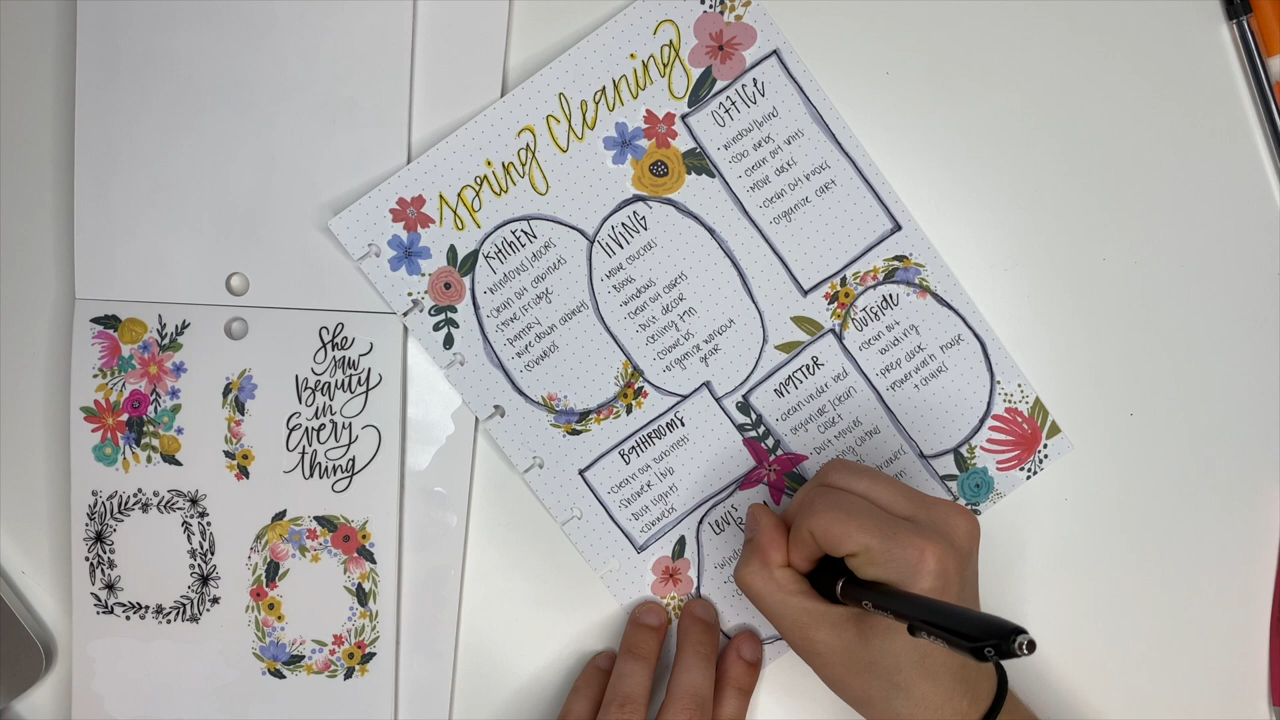 Spring Cleaning
KITCHEN
• windows/doors
• clean out cabinets
• Stove/Fridge
• pantry
• wipe down cabinets
• cobwebs
LIVING
• Move couches
• Books
• windows
• clean out closets
• Dust decor
• ceiling fan
• cobwebs
• organize workout
gear
OFFICE
• window/blind
• cob webs
• clean out units
• Move desks
• clean out books
• organize cart
OUTSIDE
• clean out
building
• prep deck
• powerwash house
+ chairs
BATHROOMS
• clean out cabinets
• shower/tub
• Dust lights
• cobwebs
MASTER
• clean under bed
• organize/clean
closet
• Dust Movies
clothes
Levi's
She
saw
Beauty
in
Every
thing